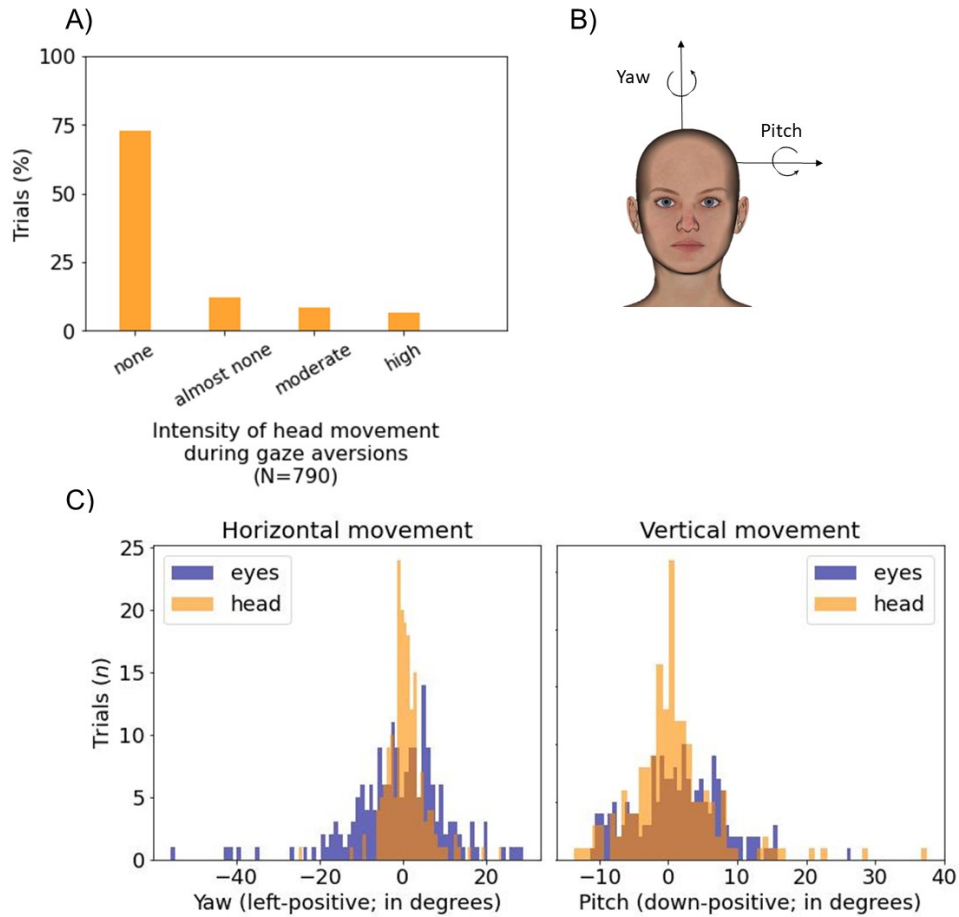 A)
100
75
50
25
0
Trials (%)
none
almost none
moderate
high
Intensity of head movement
during gaze aversions
(N=790)
B)
Yaw
Pitch
C)
Horizontal movement
25
20
15
10
5
0
Trials (n)
eyes
head
−40
−20
0
20
Yaw (left-positive; in degrees)
Vertical movement
eyes
head
−10
0
10
20
30
40
Pitch (down-positive; in degrees)